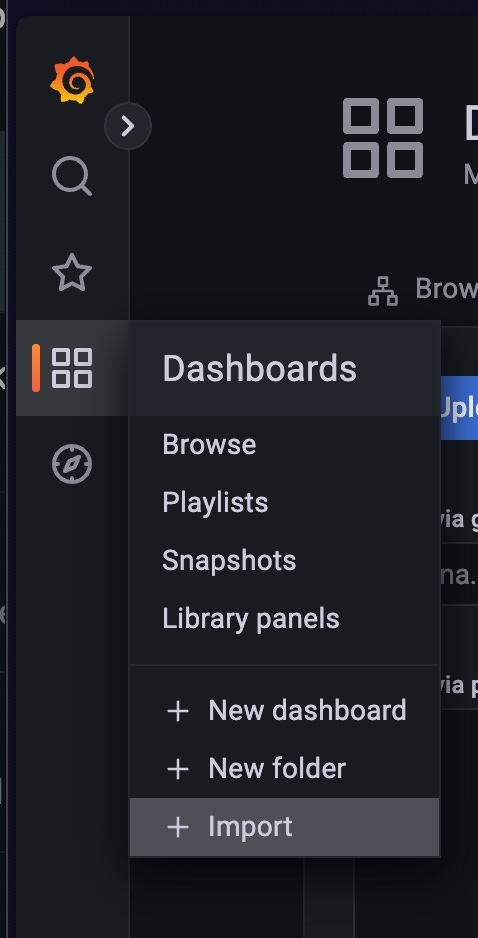 Dashboards
Browse
Playlists
Snapshots
Library panels
+ New dashboard
+ New folder
+ Import